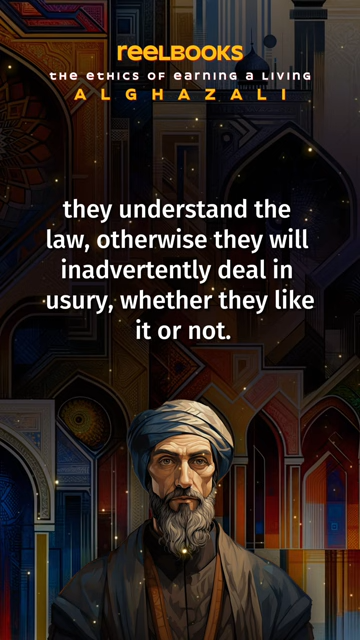 reelbooks
the ethics of earning a living
ALGHAZALI
they understand the
law, otherwise they will
inadvertently deal in
usury, whether they like
it or not.